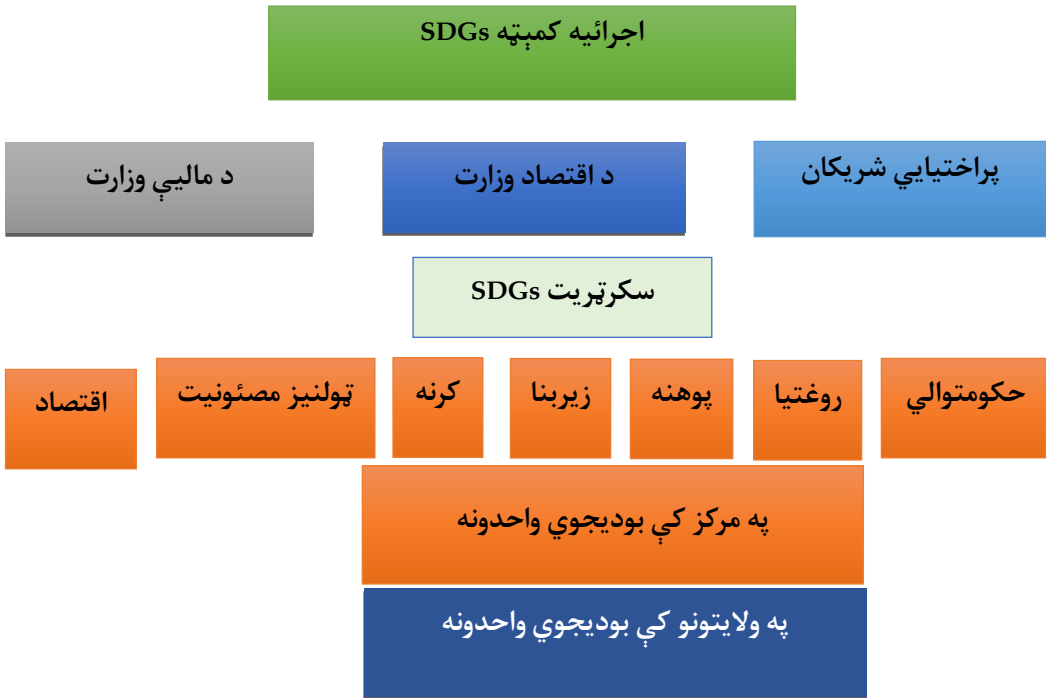 اجرائیه کمېټه SDGs
پراختیایي شریکان
د اقتصاد وزارت
د مالیې وزارت
سکرټریت SDGs
حکومتوالي
روغتیا
پوهنه
زیربنا
کرنه
ټولنیز مصئونیت
اقتصاد
په مرکز کې بودیجوي واحدونه
په ولایتونو کې بودیجوي واحدونه